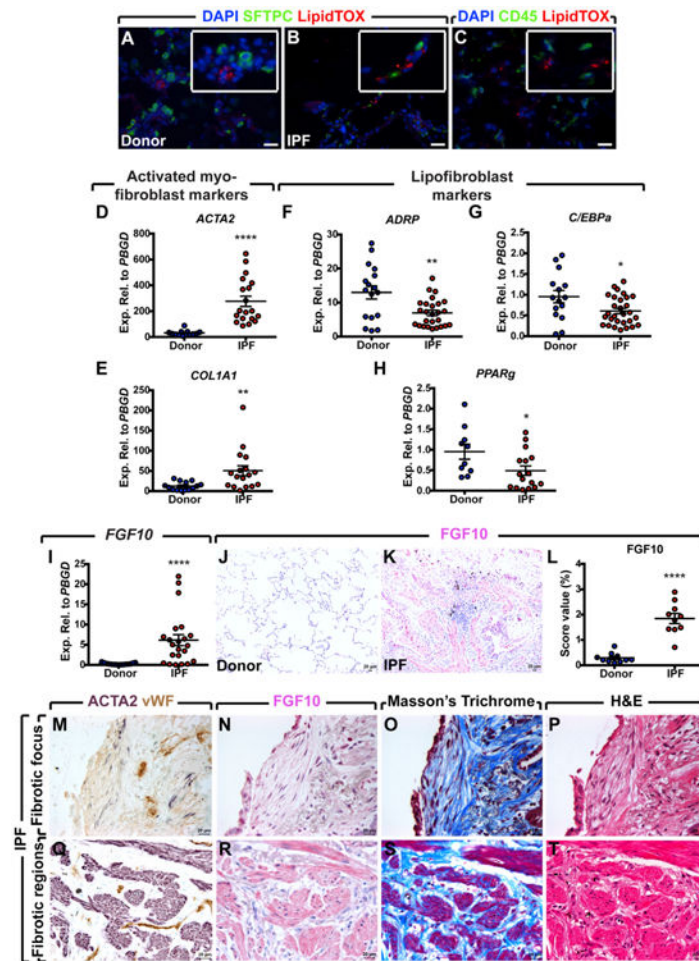 DAPI SFTPC LipidTOX
DAPI CD45 LipidTOX
A
B
C
Donor
IPF
Activated myo-
fibroblast markers
Lipofibroblast
markers
D
ACTA2
Exp. Rel. to PBGD
800
600
400
200
0
****
Donor
IPF
F
ADRP
Exp. Rel. to PBGD
30
20
10
0
**
Donor
IPF
G
C/EBPa
Exp. Rel. to PBGD
2.5
2.0
1.5
1.0
0.5
0.0
*
Donor
IPF
E
COL1A1
Exp. Rel. to PBGD
250
200
150
100
50
0
**
Donor
IPF
H
PPARg
Exp. Rel. to PBGD
2.5
2.0
1.5
1.0
0.5
0.0
*
Donor
IPF
FGF10
FGF10
I
Exp. Rel. to PBGD
25
20
15
10
5
0
****
Donor
IPF
J
Donor
K
IPF
L
FGF10
Score value (%)
4
3
2
1
0
****
Donor
IPF
ACTA2 vWF
FGF10
Masson's Trichrome
H&E
IPF
Fibrotic focus
M
N
O
P
Fibrotic regions
Q
R
S
T